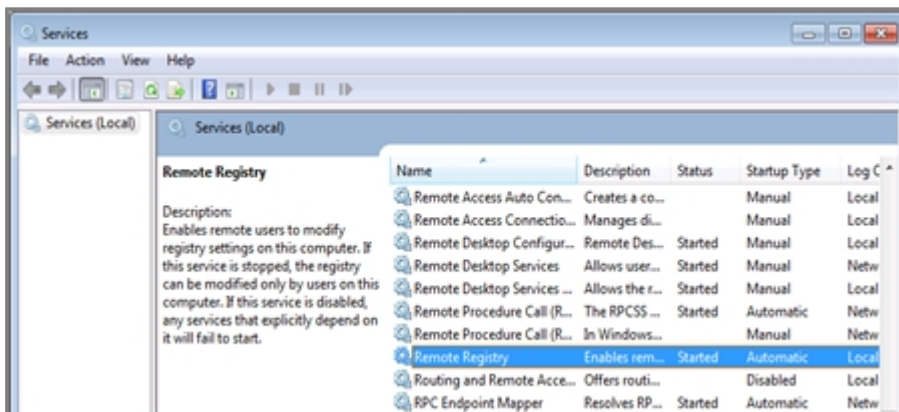 Services
File Action View Help
Services (Local)
Services (Local)
Remote Registry
Description:
Enables remote users to modify
registry settings on this computer. If
this service is stopped, the registry
can be modified only by users on this
computer. If this service is disabled,
any services that explicitly depend on
it will fail to start.
Name Description Status Startup Type Log
Remote Access Auto Con... Creates a co... Manual Local
Remote Access Connectio... Manages di... Manual Local
Remote Desktop Configur... Remote Des... Started Manual Local
Remote Desktop Services Allows user... Started Manual Netw
Remote Desktop Services ... Allows the r... Started Manual Local
Remote Procedure Call (R... The RPCSS ... Started Automatic Netw
Remote Procedure Call (R... In Windows... Manual Netw
Remote Registry Enables rem... Started Automatic Local
Routing and Remote Acce... Offers routi... Disabled Local
RPC Endpoint Mapper Resolves RP... Started Automatic Netw